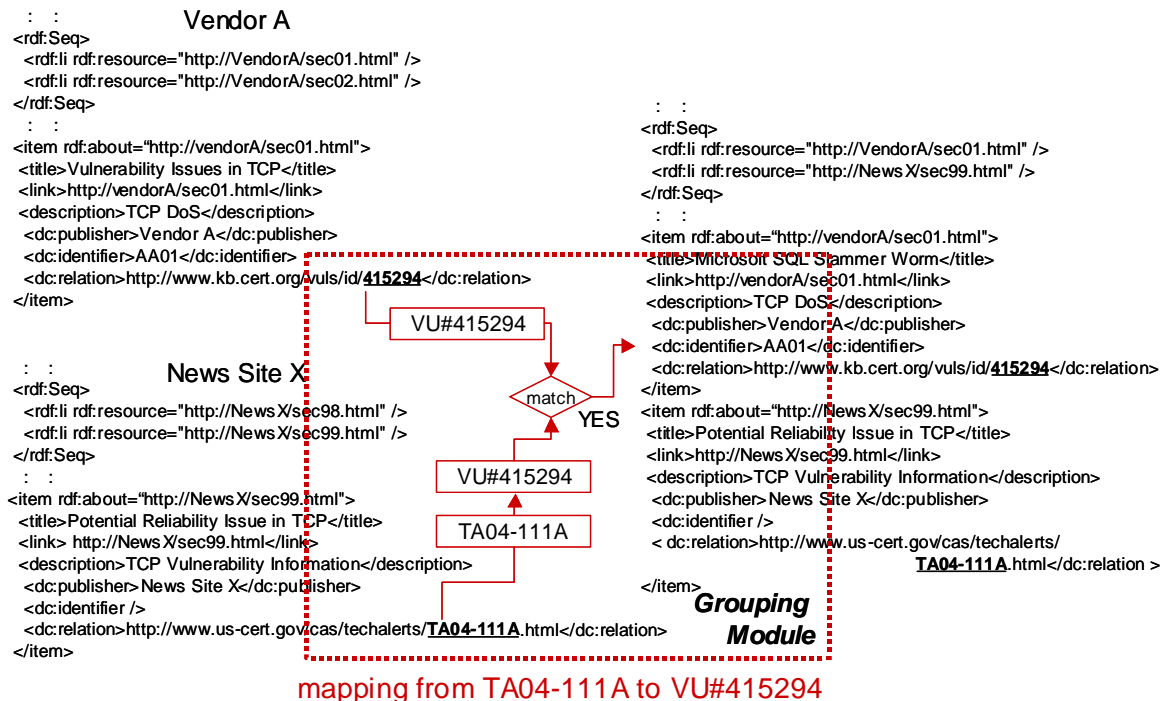 : :
Vendor A
<rdf:Seq>
<rdf:li rdf:resource="http://VendorA/sec01.html" />
<rdf:li rdf:resource="http://VendorA/sec02.html" />
</rdf:Seq>
: :
<item rdf:about=“http://vendorA/sec01.html">
<title>Vulnerability Issues in TCP</title>
<link>http://vendorA/sec01.html</link>
<description>TCP DoS</description>
<dc:publisher>Vendor A</dc:publisher>
<dc:identifier>AA01</dc:identifier>
<dc:relation>http://www.kb.cert.org/vuls/id/415294</dc:relation>
</item>
: :
News Site X
<rdf:Seq>
<rdf:li rdf:resource="http://NewsX/sec98.html" />
<rdf:li rdf:resource="http://NewsX/sec99.html" />
</rdf:Seq>
: :
<item rdf:about=“http://NewsX/sec99.html">
<title>Potential Reliability Issue in TCP</title>
<link> http://NewsX/sec99.html</link>
<description>TCP Vulnerability Information</description>
<dc:publisher>News Site X</dc:publisher>
<dc:identifier />
<dc:relation>http://www.us-cert.gov/cas/techalerts/TA04-111A.html</dc:relation>
</item>
VU#415294
match
YES
VU#415294
TA04-111A
: :
<rdf:Seq>
<rdf:li rdf:resource="http://VendorA/sec01.html" />
<rdf:li rdf:resource="http://NewsX/sec99.html" />
</rdf:Seq>
: :
<item rdf:about=“http://vendorA/sec01.html">
<title>Microsoft SQL Slammer Worm</title>
<link>http://vendorA/sec01.html</link>
<description>TCP DoS</description>
<dc:publisher>Vendor A</dc:publisher>
<dc:identifier>AA01</dc:identifier>
<dc:relation>http://www.kb.cert.org/vuls/id/415294</dc:relation>
</item>
<item rdf:about=“http://NewsX/sec99.html">
<title>Potential Reliability Issue in TCP</title>
<link>http://NewsX/sec99.html</link>
<description>TCP Vulnerability Information</description>
<dc:publisher>News Site X</dc:publisher>
<dc:identifier />
< dc:relation>http://www.us-cert.gov/cas/techalerts/
TA04-111A.html</dc:relation >
</item>
Grouping
Module
mapping from TA04-111A to VU#415294